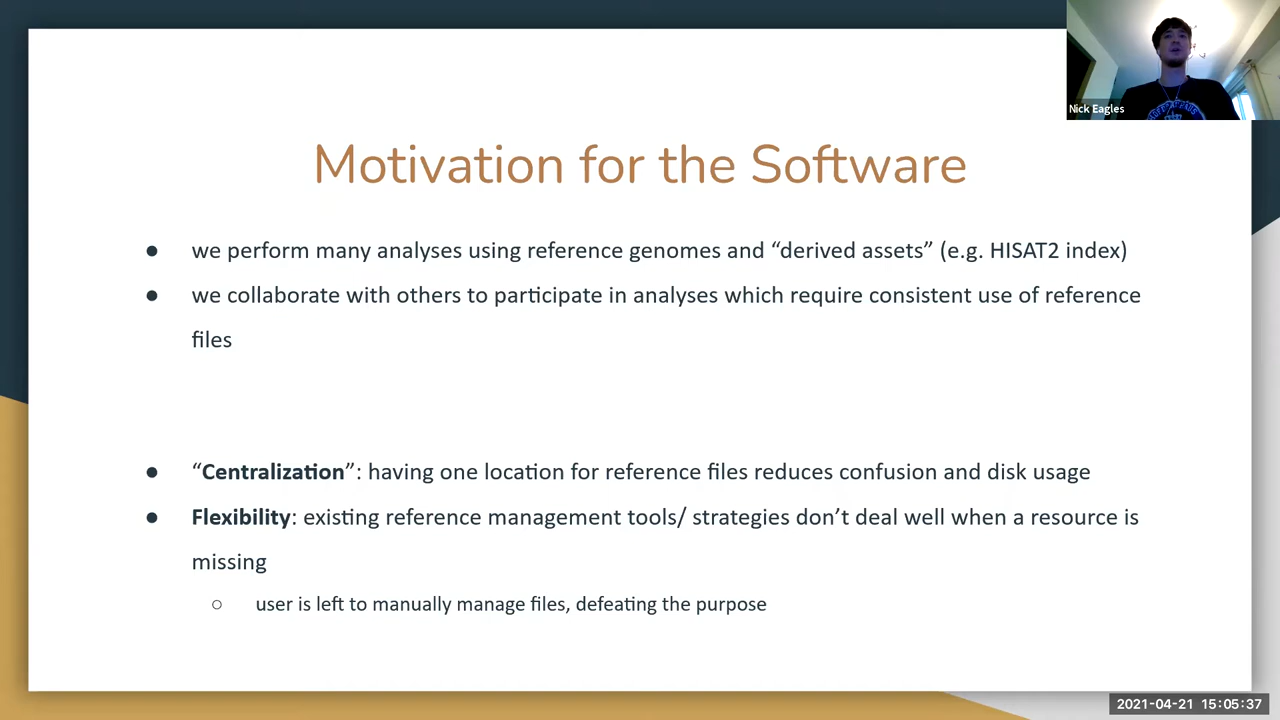 Nick Eagles
Motivation for the Software
● we perform many analyses using reference genomes and “derived assets” (e.g. HISAT2 index)
● we collaborate with others to participate in analyses which require consistent use of reference
files
● “Centralization”: having one location for reference files reduces confusion and disk usage
● Flexibility: existing reference management tools/ strategies don’t deal well when a resource is
missing
○ user is left to manually manage files, defeating the purpose
2021-04-21 15:05:37